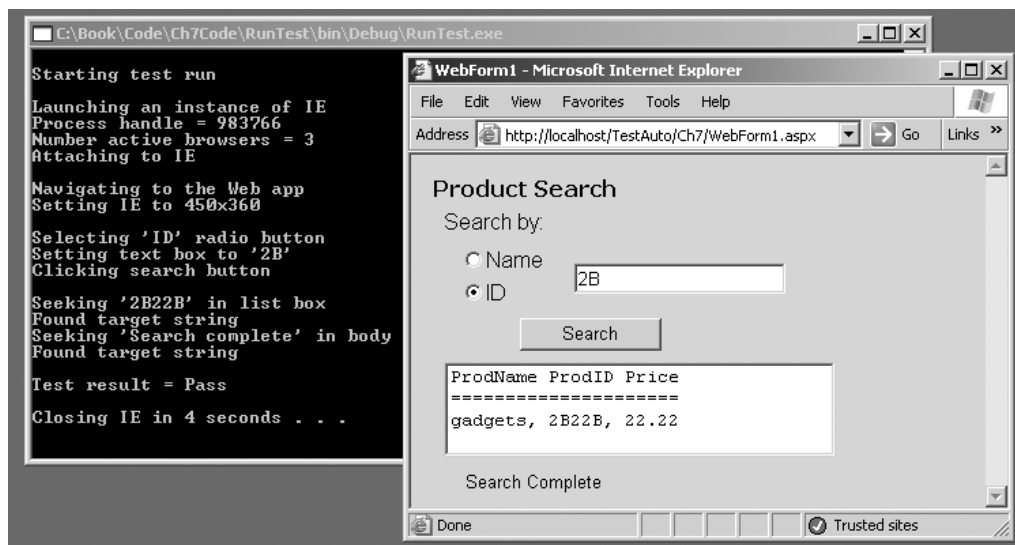 C:\Book\Code\Ch7Code\RunTest\bin\Debug\RunTest.exe
Starting test run
Launching an instance of IE
Process handle = 983766
Number active browsers = 3
Attaching to IE
Navigating to the Web app
Setting IE to 450x360
Selecting 'ID' radio button
Setting text box to '2B'
Clicking search button
Seeking '2B22B' in list box
Found target string
Seeking 'Search complete' in body
Found target string
Test result = Pass
Closing IE in 4 seconds . . .
WebForm1 - Microsoft Internet Explorer
File Edit View Favorites Tools Help
Address http://localhost/TestAuto/Ch7/WebForm1.aspx Go Links »
Product Search
Search by:
Name
2B
ID
Search
ProdName ProdID Price
=====================
gadgets, 2B22B, 22.22
Search Complete
Done Trusted sites